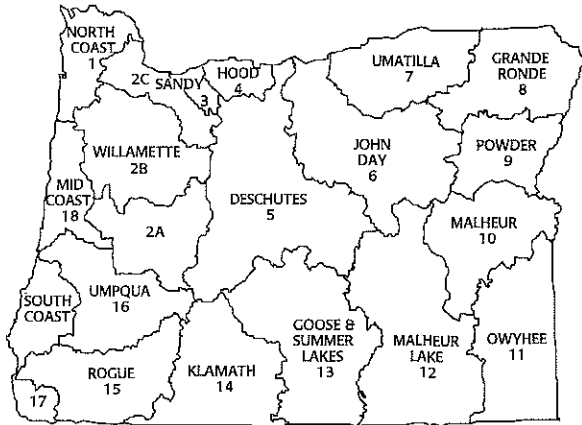 NORTH
COAST
1
2C
SANDY
3
HOOD
4
UMATILLA
7
GRANDE
RONDE
8
WILLAMETTE
2B
JOHN
DAY
6
POWDER
9
MID
COAST
18
DESCHUTES
5
2A
MALHEUR
10
SOUTH
COAST
UMPQUA
16
GOOSE &
SUMMER
LAKES
13
MALHEUR
LAKE
12
OWYHEE
11
ROGUE
15
KLAMATH
14
17